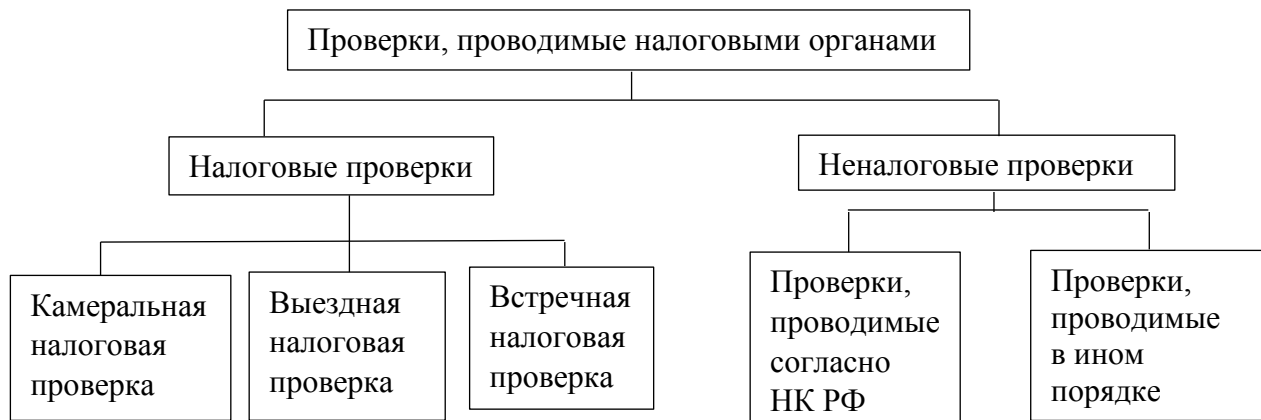 Проверки, проводимые налоговыми органами
Налоговые проверки
Неналоговые проверки
Камеральная
налоговая
проверка
Выездная
налоговая
проверка
Встречная
налоговая
проверка
Проверки,
проводимые
согласно
НК РФ
Проверки,
проводимые
в ином
порядке